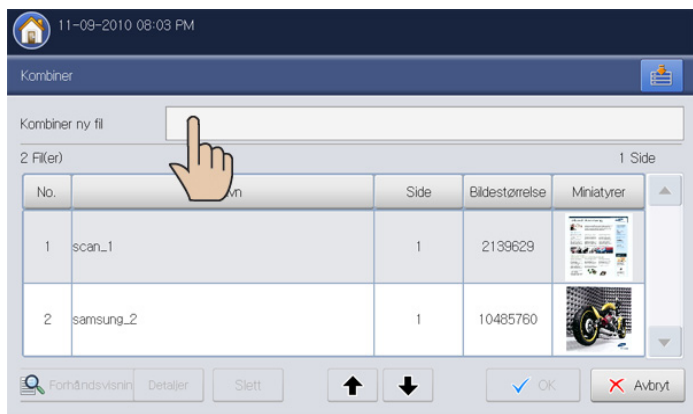 11-09-2010 08:03 PM
Kombiner
Kombiner ny fil
2 Fil(er) 1 Side
No. Side Bildestørrelse Miniatyrer
1 scan_1 1 2139629
2 samsung_2 1 10485760
Forhåndsvisnin Detaljer Slett OK Avbryt